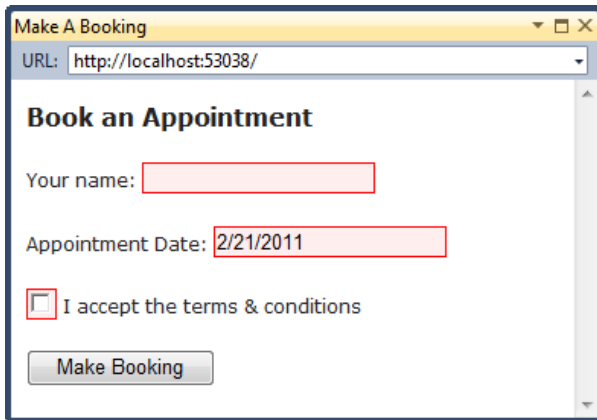 Make A Booking
URL: http://localhost:53038/
Book an Appointment
Your name:
Appointment Date: 2/21/2011
I accept the terms & conditions
Make Booking